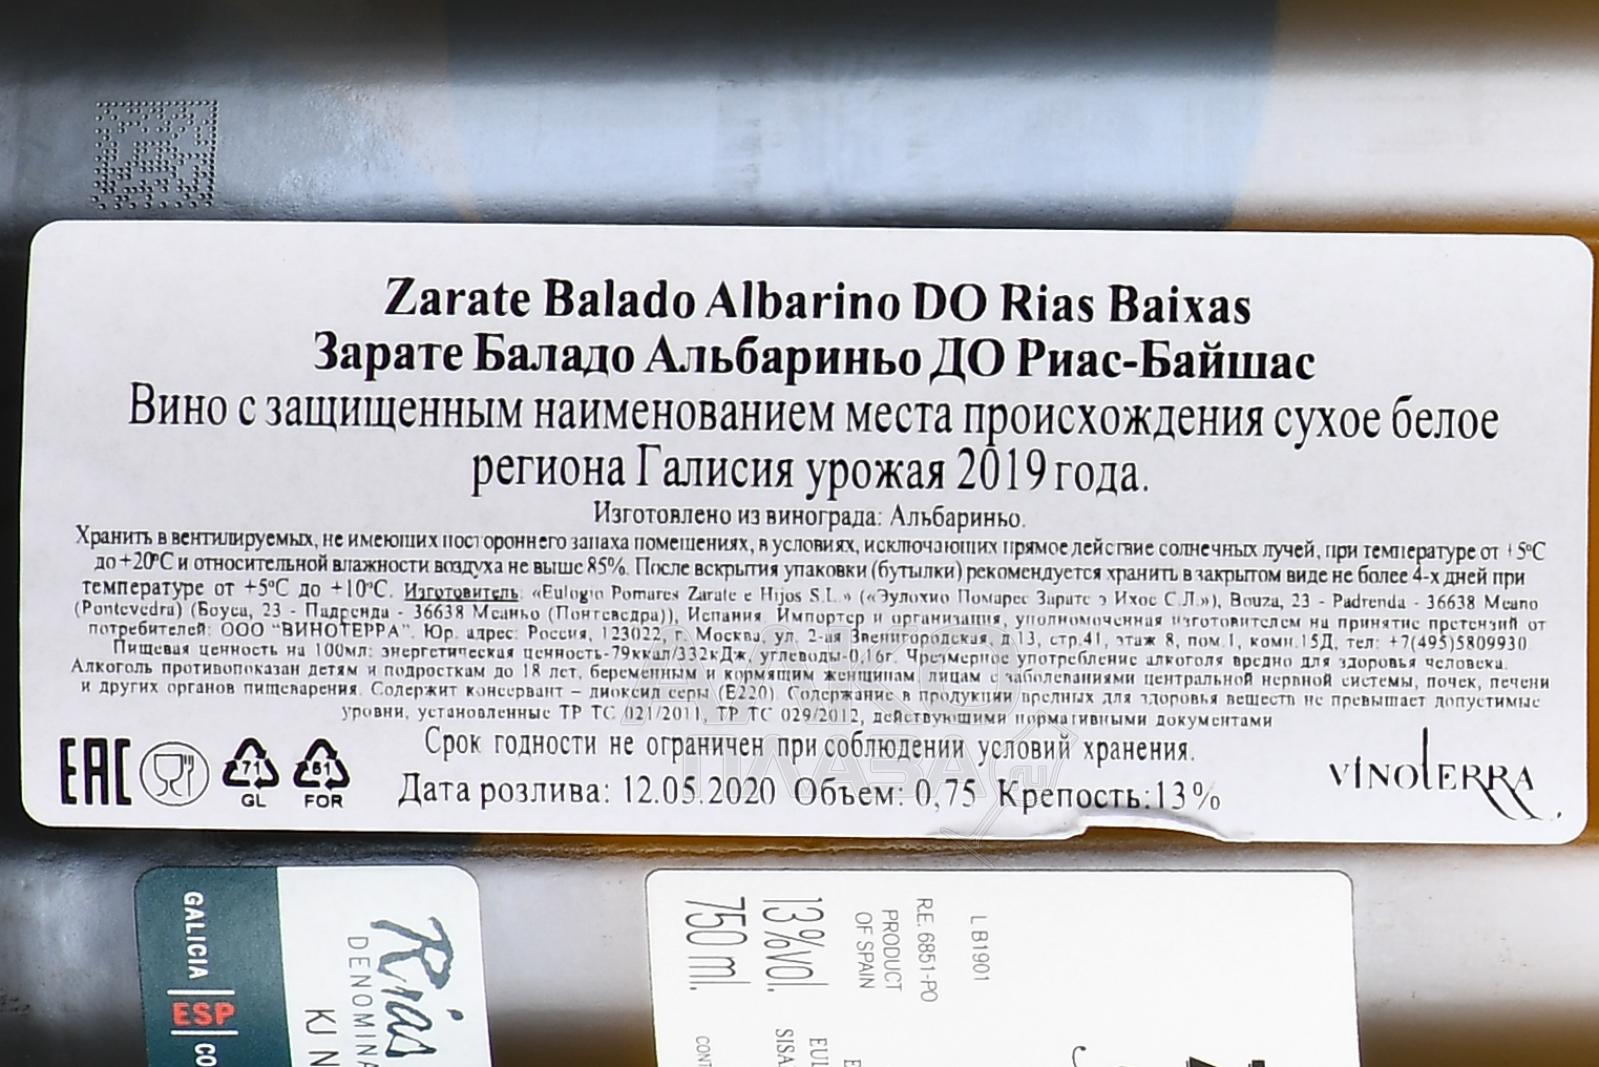 Zarate Balado Albarino DO Rias Baixas
Зарате Баладо Альбариньо ДО Риас-Байшас
Вино с защищенным наименованием места происхождения сухое белое
региона Галисия урожая 2019 года.
Изготовлено из винограда: Альбариньо.
Хранить в вентилируемых, не имеющих постороннего запаха помещениях, в условиях, исключающих прямое действие солнечных лучей, при температуре от +5°С
до +20°С и относительной влажности воздуха не выше 85%. После вскрытия упаковки (бутылки) рекомендуется хранить в закрытом виде не более 4-х дней при
температуре от +5°С до +10°С. Изготовитель: «Eulogio Pomares Zarate e Hijos S.L.» («Эулохио Помарес Зарате э Ихос С.Л.»), Bouza, 23 - Padrenda - 36638 Meano
(Pontevedra) (Боуса, 23 - Падренда - 36638 Меаньо (Понтеведра)), Испания. Импортер и организация, уполномоченная изготовителем на принятие претензий от
потребителей: ООО "ВИНОТЕРРА". Юр. адрес: Россия, 123022, г. Москва, ул. 2-ая Звенигородская, д.13, стр.41, этаж 8, пом.1, комн.15Д, тел: +7(495)5809930
Пищевая ценность на 100мл: энергетическая ценность-79ккал/332кДж, углеводы-0,16г. Чрезмерное употребление алкоголя вредно для здоровья человека.
Алкоголь противопоказан детям и подросткам до 18 лет, беременным и кормящим женщинам, лицам с заболеваниями центральной нервной системы, почек, печени
и других органов пищеварения. Содержит консервант – диоксид серы (Е220). Содержание в продукции вредных для здоровья веществ не превышает допустимые
уровни, установленные ТР ТС 021/2011, ТР ТС 029/2012, действующими нормативными документами
Срок годности не ограничен при соблюдении условий хранения.
Дата розлива: 12.05.2020 Объем: 0,75 Крепость:13%
EAC
71
GL
61
FOR
VINOTERRA
АЛКО
ПЛАЗА
ru
GALICIA
ESP
Rias
750 ml.
13%vol.
PRODUCT
OF SPAIN
R.E. 6851-PO
L B1901